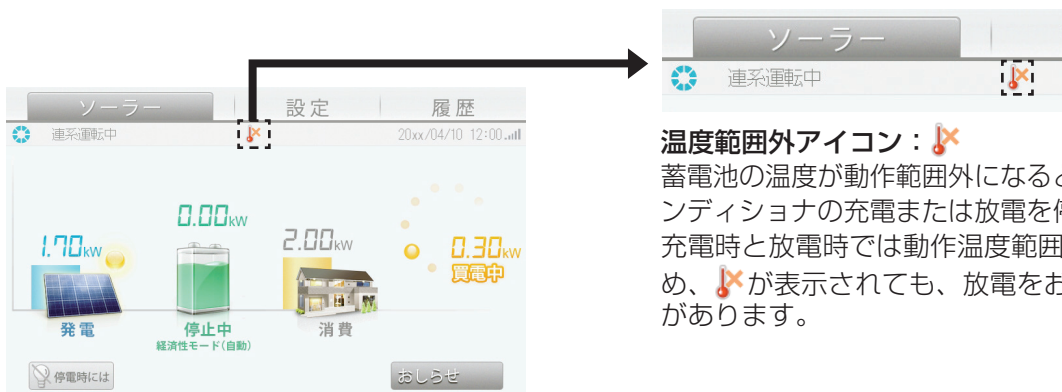 ソーラー
連系運転中
ソーラー 設定 履歴
連系運転中 20xx/04/10 12:00
0.00kW
1.70kW
2.00kW
0.30kW
買電中
発電
停止中
経済性モード(自動)
消費
停電時には
おしらせ
温度範囲外アイコン：
蓄電池の温度が動作範囲外になると
ンディショナの充電または放電を
充電時と放電時では動作温度範囲
め、が表示されても、放電をお
があります。